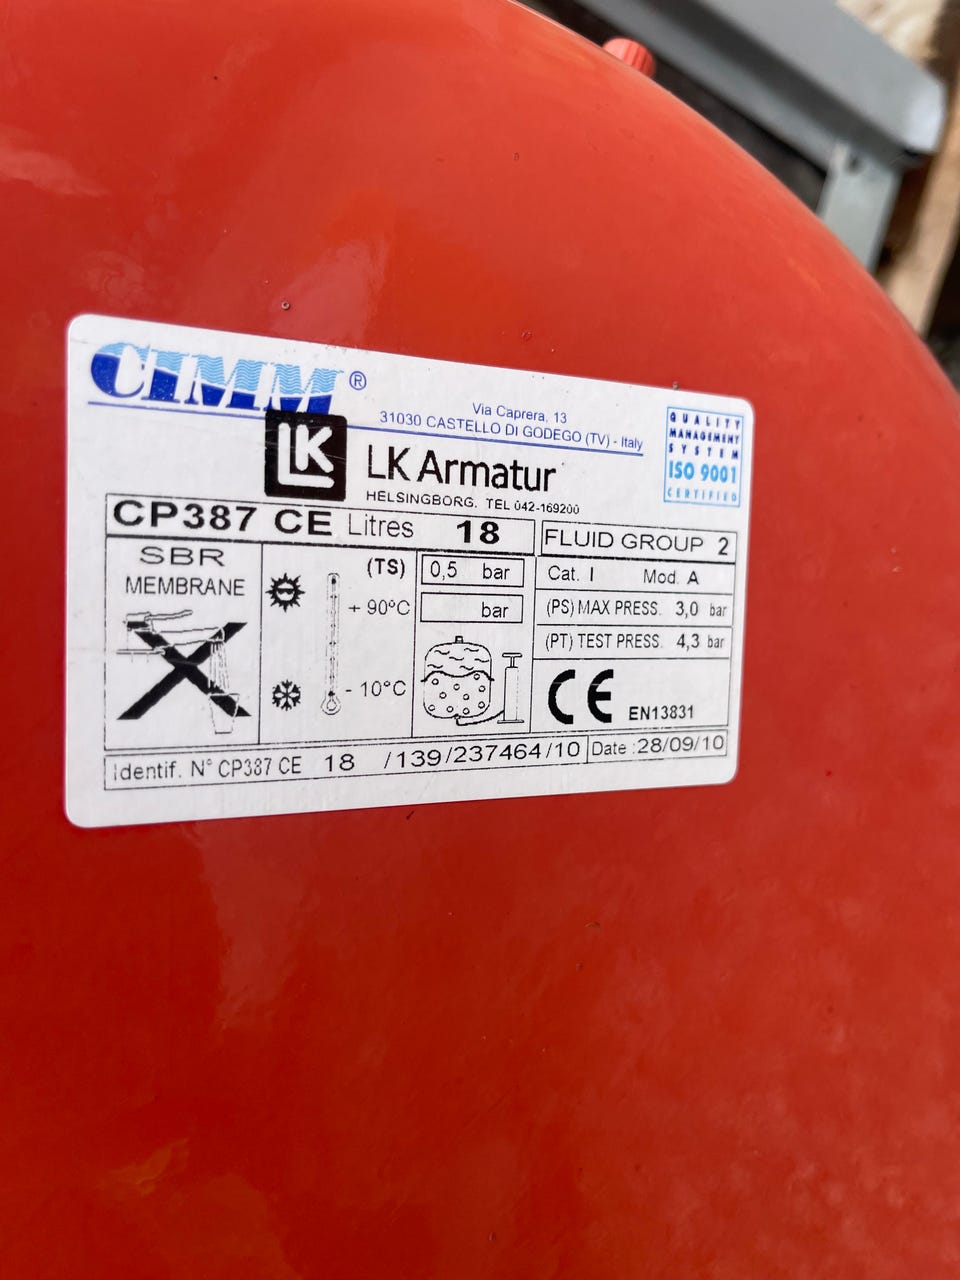 CIMM®
Via Caprera, 13
31030 CASTELLO DI GODEGO (TV) - Italy
QUALITY
MANAGEMENT
SYSTEM
ISO 9001
CERTIFIED
LK
LK Armatur
HELSINGBORG. TEL 042-169200
CP387 CE Litres 18
FLUID GROUP 2
SBR
MEMBRANE
(TS)
+ 90°C
- 10°C
0,5 bar
bar
Cat. I Mod. A
(PS) MAX PRESS. 3,0 bar
(PT) TEST PRESS. 4,3 bar
CE EN13831
Identif. N° CP387 CE 18 /139/237464/10
Date :28/09/10